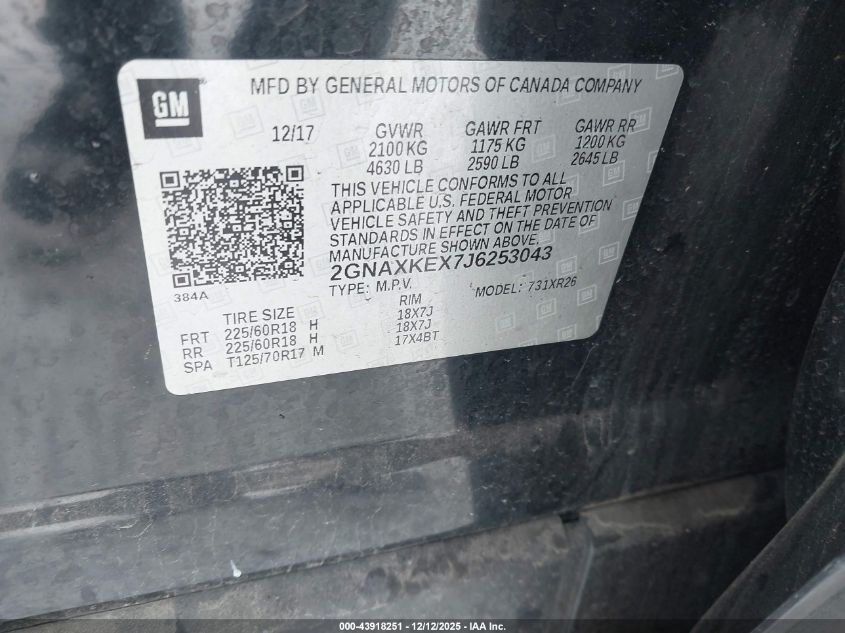 GM
MFD BY GENERAL MOTORS OF CANADA COMPANY
12/17 GVWR GAWR FRT GAWR RR
2100 KG 1175 KG 1200 KG
4630 LB 2590 LB 2645 LB
THIS VEHICLE CONFORMS TO ALL
APPLICABLE U.S. FEDERAL MOTOR
VEHICLE SAFETY AND THEFT PREVENTION
STANDARDS IN EFFECT ON THE DATE OF
MANUFACTURE SHOWN ABOVE.
2GNAXKEX7J6253043
TYPE: M.P.V. MODEL: 731XR26
384A
TIRE SIZE RIM
FRT 225/60R18 H 18X7J
RR 225/60R18 H 18X7J
SPA T125/70R17 M 17X4BT
000-43918251 - 12/12/2025 - IAA Inc.